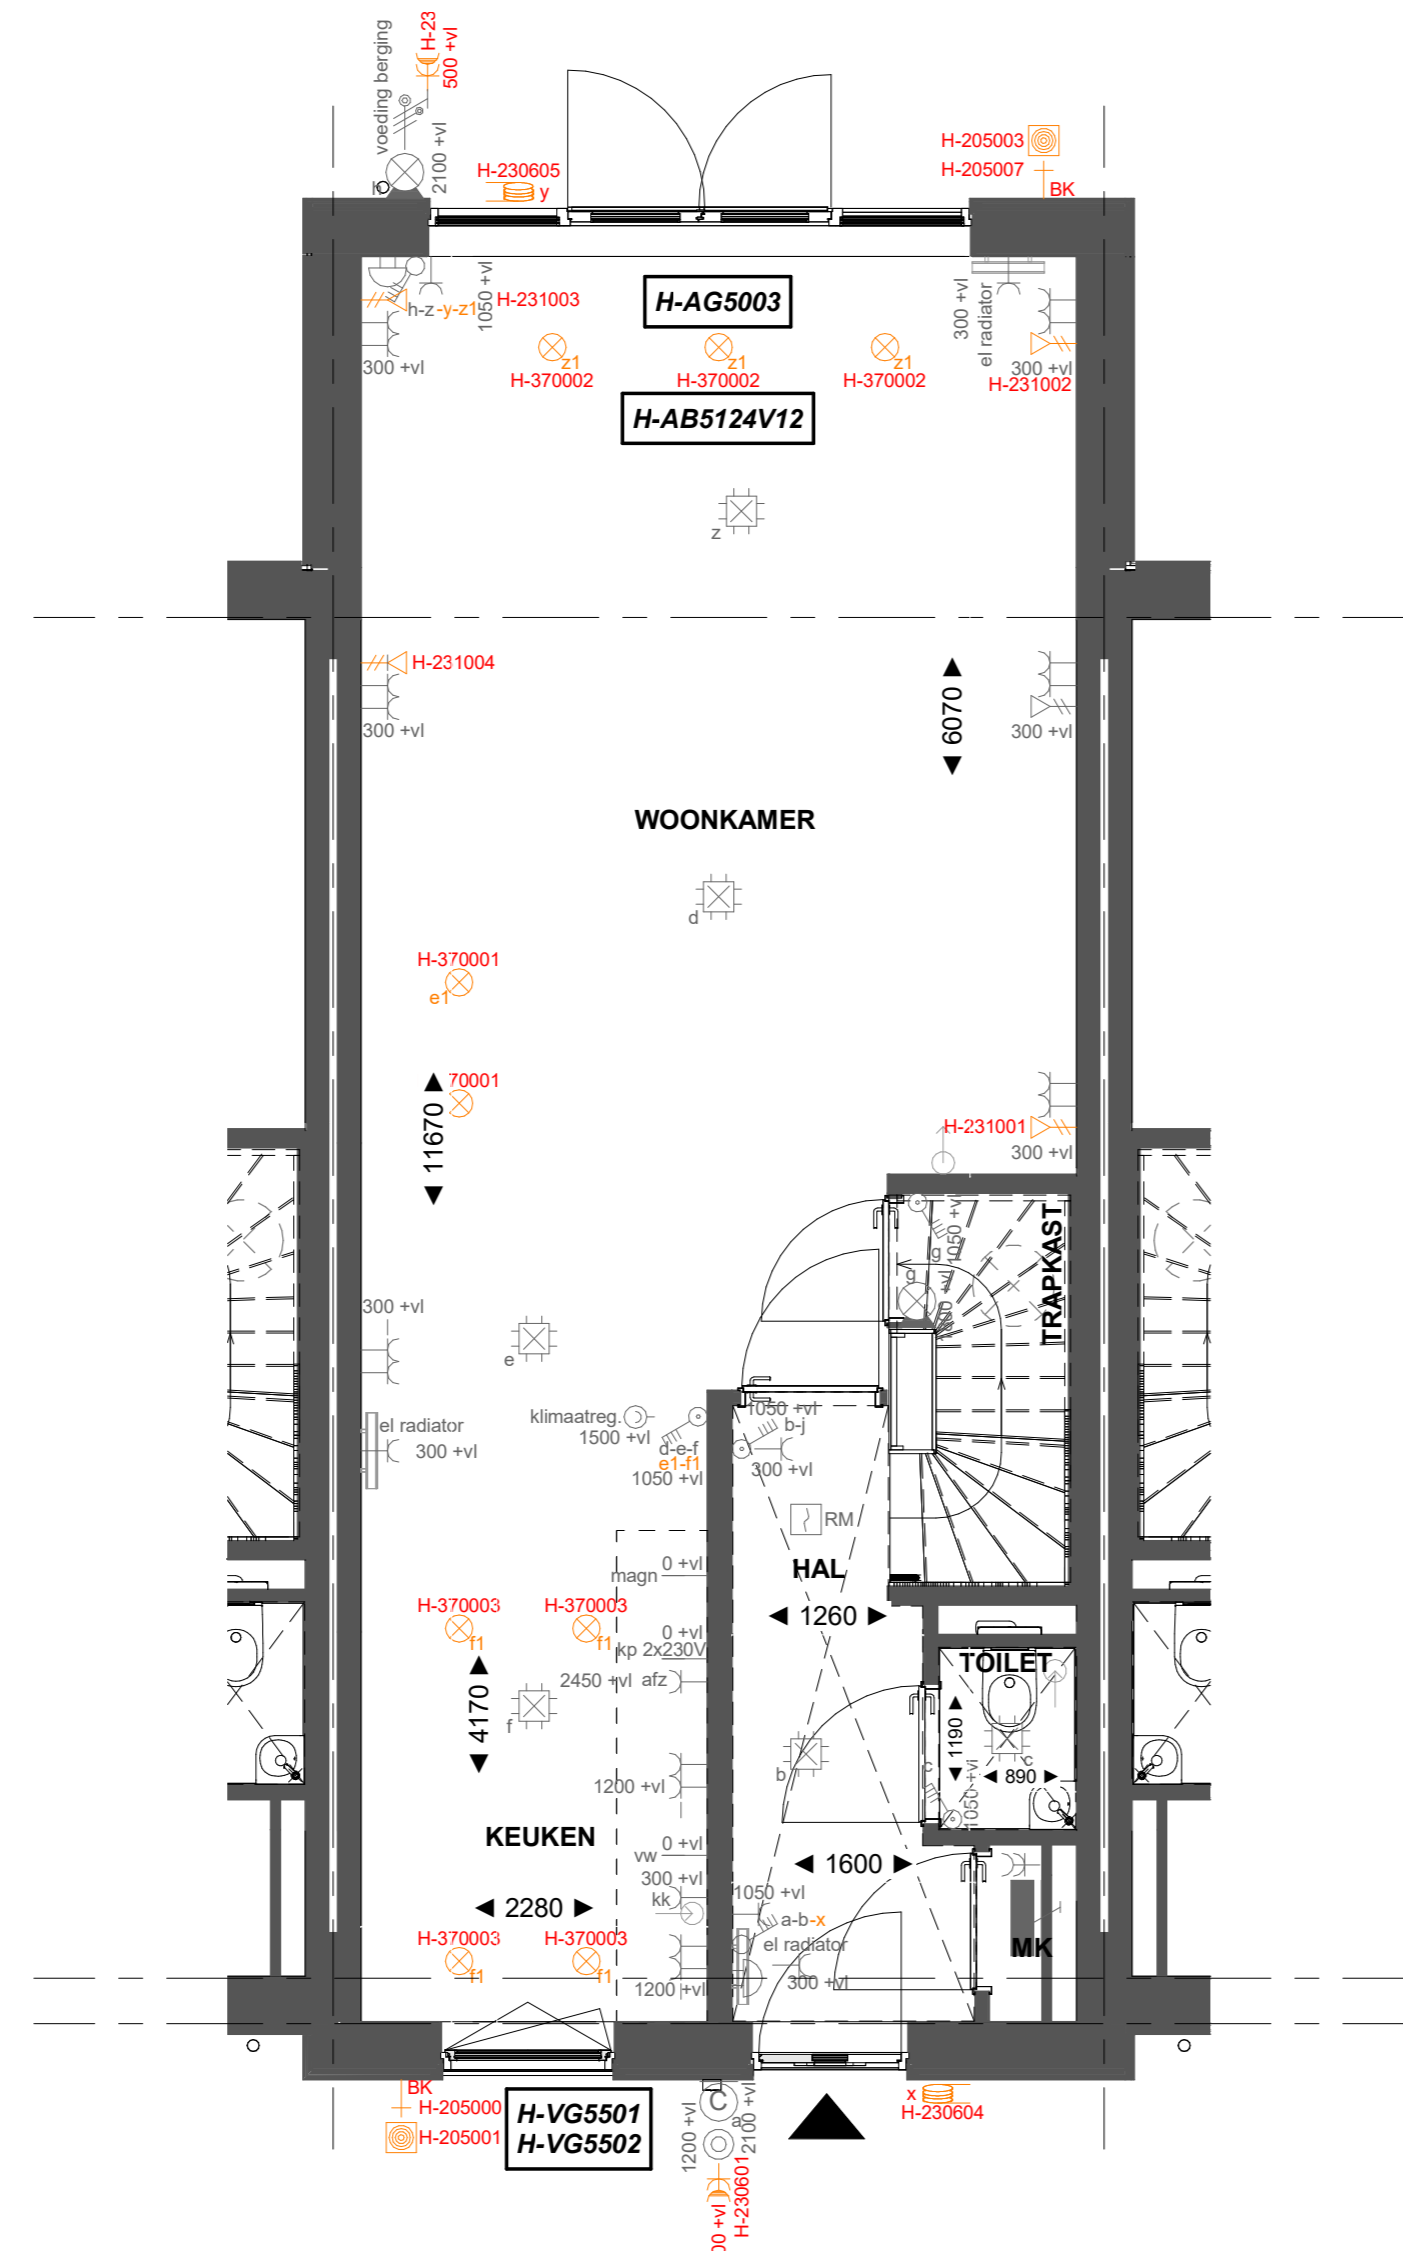 voeding berging
H-23
500 +vl
2100 +vl
h
H-230605
y
H-205003
H-205007
BK
h-z-y-z1
1050 +vl
H-231003
H-AG5003
300 +vl
el radiator
300 +vl
z1
z1
z1
H-370002
H-370002
H-370002
300 +vl
H-231002
H-AB5124V12
z
H-231004
300 +vl
6070
300 +vl
WOONKAMER
d
H-370001
e1
70001
11670
H-231001
300 +vl
TRAPKAST
1050 +vl
g
g
300 +vl
e
el radiator
300 +vl
klimaatreg.
1500 +vl
d-e-f
e1-f1
1050 +vl
1050 +vl
b-j
300 +vl
RM
HAL
1260
magn
0 +vl
H-370003
H-370003
f1
f1
0 +vl
kp 2x230V
2450 +vl afz
4170
f
TOILET
1190
c
890
c
1050 +vl
b
1200 +vl
KEUKEN
vw
0 +vl
300 +vl
kk
2280
1600
1050 +vl
a-b-x
el radiator
300 +vl
MK
H-370003
H-370003
f1
f1
1200 +vl
BK
H-205000
H-205001
H-VG5501
H-VG5502
C
a
1200 +vl
2100 +vl
x
H-230604
H-230601
00 +vl